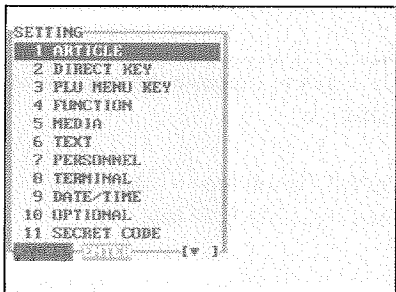 SETTING
1 ARTICLE
2 DIRECT KEY
3 PLU MENU KEY
4 FUNCTION
5 MEDIA
6 TEXT
7 PERSONNEL
8 TERMINAL
9 DATE/TIME
10 OPTIONAL
11 SECRET CODE
[▼ ]